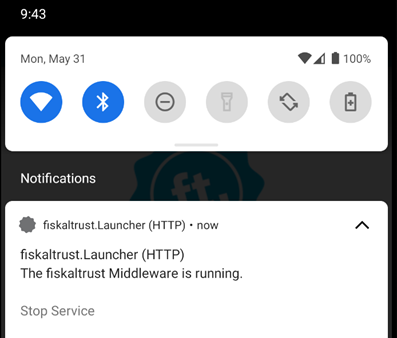 9:43
Mon, May 31
100%
Notifications
ft.
fiskaltrust.Launcher (HTTP) • now
fiskaltrust.Launcher (HTTP)
The fiskaltrust Middleware is running.
Stop Service